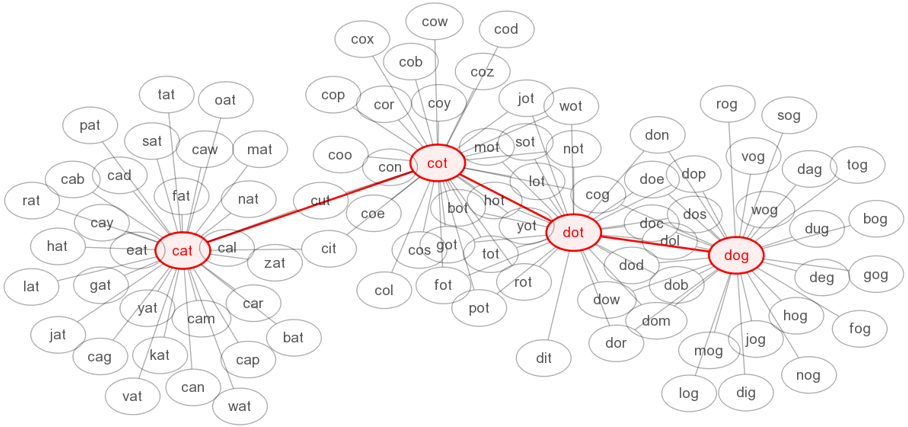 cow
cod
cox
cob
coz
cop
cor
coy
jot
wot
tat
oat
rog
sog
pat
sat
caw
mat
mot
sot
not
don
vog
dag
tog
coo
con
cot
cab
cad
fat
nat
lot
cog
doe
dop
rat
cut
coe
bot
hot
dos
wog
bog
cay
yot
doc
dot
dol
dug
hat
eat
cat
cal
cit
zat
cos
got
tot
dod
dog
lat
gat
col
fot
rot
dob
deg
gog
yat
car
cam
pot
dow
dom
hog
jat
bat
dor
jog
fog
cag
kat
cap
dit
mog
vat
can
wat
log
dig
nog